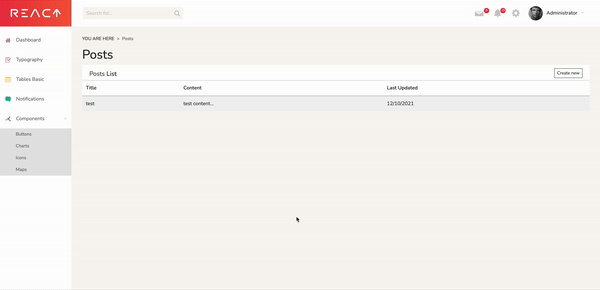 REACT
Search for..
Administrator
Dashboard
Typography
Tables Basic
Notifications
Components
Buttons
Charts
Icons
Maps
YOU ARE HERE > Posts
Posts
Posts List
Create new
Title Content Last Updated
test test content... 12/10/2021